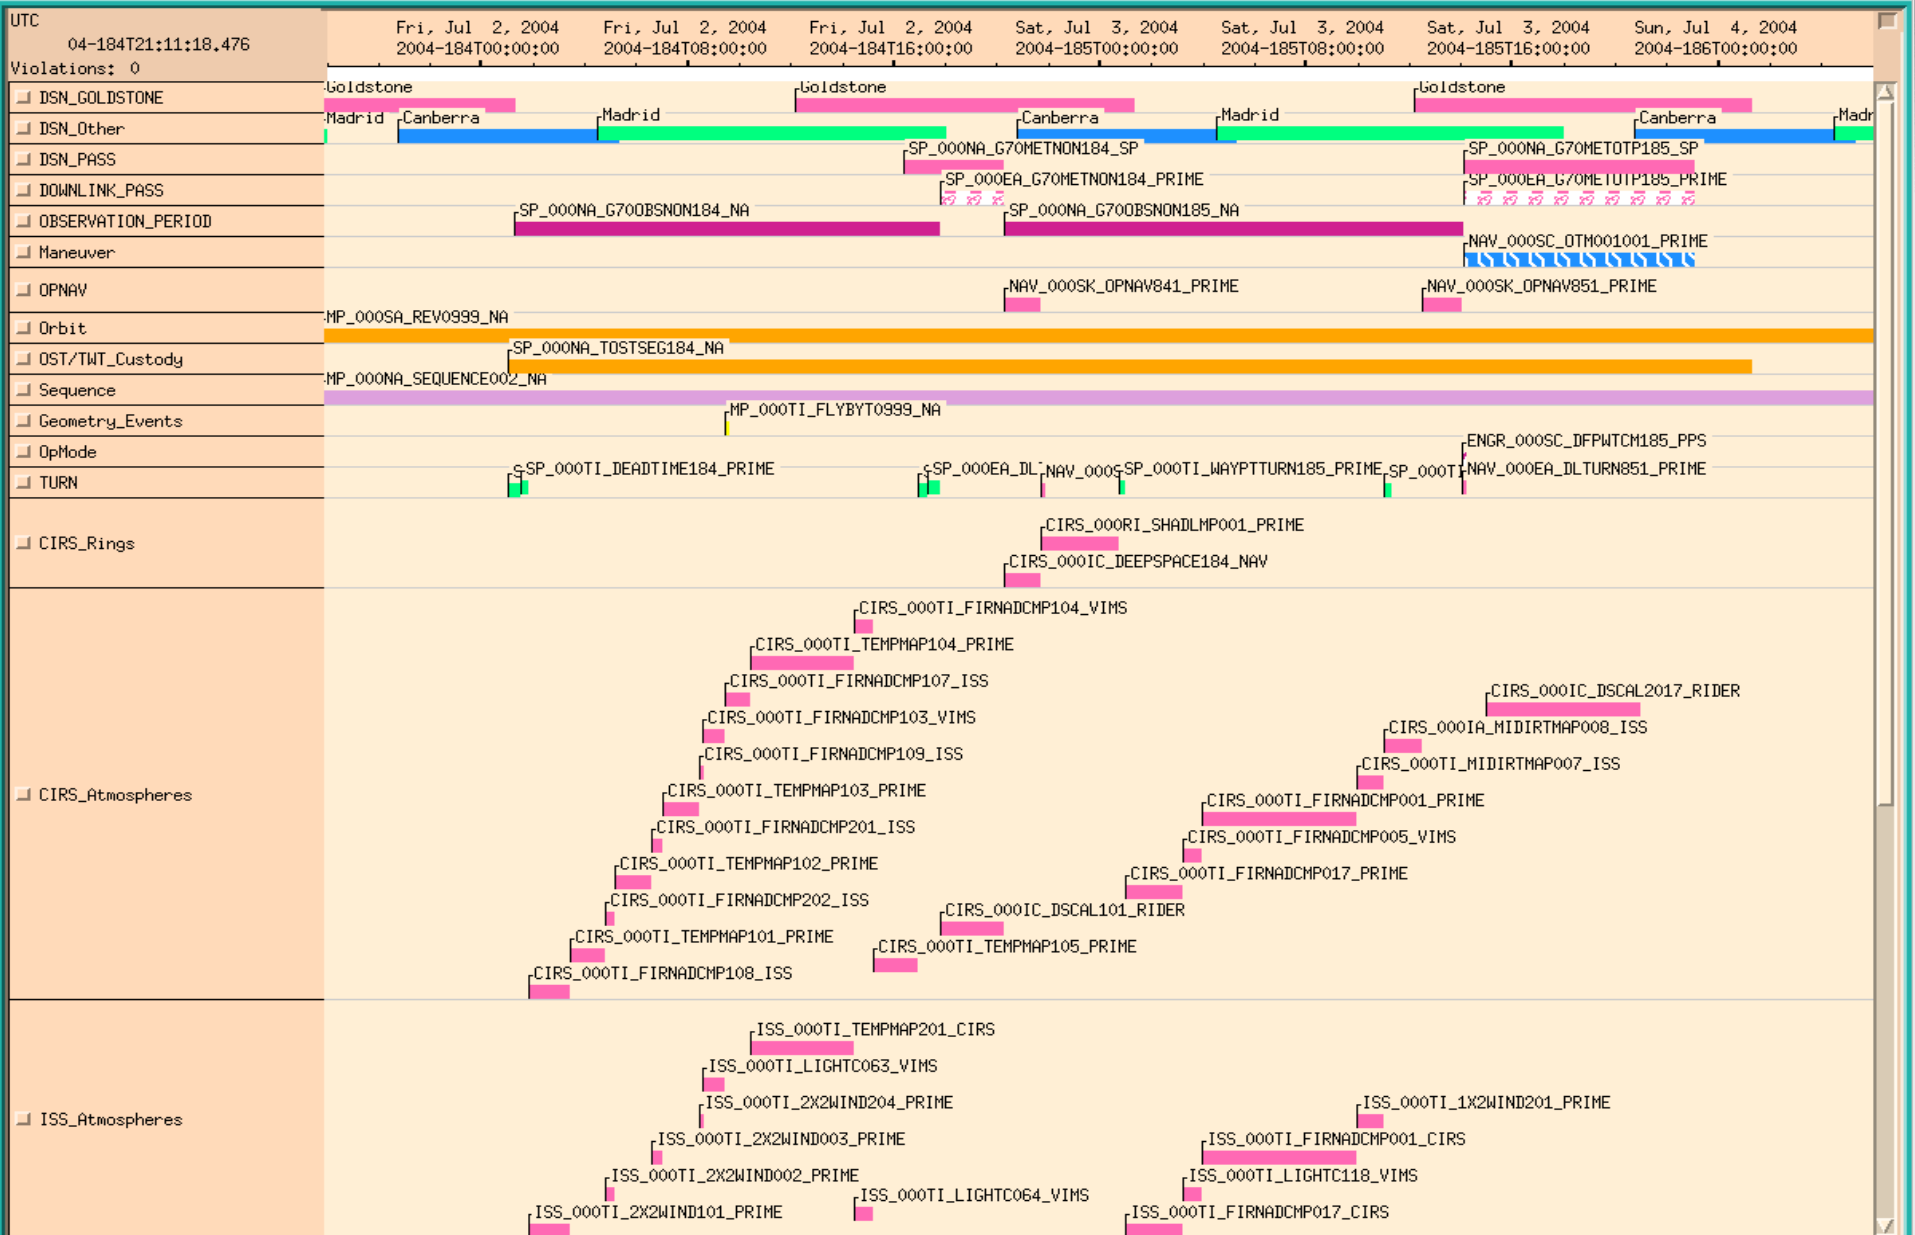 UTC
04-184T21:11:18.476
Violations: 0
Fri, Jul 2, 2004 Fri, Jul 2, 2004 Fri, Jul 2, 2004 Sat, Jul 3, 2004 Sat, Jul 3, 2004 Sat, Jul 3, 2004 Sun, Jul 4, 2004
2004-184T00:00:00 2004-184T08:00:00 2004-184T16:00:00 2004-185T00:00:00 2004-185T08:00:00 2004-185T16:00:00 2004-186T00:00:00
DSN_GOLDSTONE
Goldstone Goldstone Goldstone
DSN_Other
Madrid Canberra Madrid Canberra Madrid Canberra Madr
DSN_PASS
SP_000NA_G70METNON184_SP SP_000NA_G70METOTP185_SP
DOWNLINK_PASS
SP_000EA_G70METNON184_PRIME SP_000EA_G70METOTP185_PRIME
OBSERVATION_PERIOD
SP_000NA_G70OBSNON184_NA SP_000NA_G70OBSNON185_NA
Maneuver
NAV_000SC_OTM001001_PRIME
OPNAV
NAV_000SK_OPNAV841_PRIME NAV_000SK_OPNAV851_PRIME
Orbit
MP_000SA_REV0999_NA
OST/TWT_Custody
SP_000NA_TOSTSEG184_NA
Sequence
MP_000NA_SEQUENCE002_NA
Geometry_Events
MP_000TI_FLYBYT0999_NA
OpMode
ENGR_000SC_DFPWTCM185_PPS
TURN
SP_000TI_DEADTIME184_PRIME SP_000EA_DL NAV_000S SP_000TI_WAYPTTURN185_PRIME SP_000TI NAV_000EA_DLTURN851_PRIME
CIRS_Rings
CIRS_000RI_SHADLMP001_PRIME
CIRS_000IC_DEEPSPACE184_NAV
CIRS_Atmospheres
CIRS_000TI_FIRNADCMP104_VIMS
CIRS_000TI_TEMPMAP104_PRIME
CIRS_000TI_FIRNADCMP107_ISS
CIRS_000IC_DSCAL2017_RIDER
CIRS_000TI_FIRNADCMP103_VIMS
CIRS_000IA_MIDIRTMAP008_ISS
CIRS_000TI_FIRNADCMP109_ISS
CIRS_000TI_MIDIRTMAP007_ISS
CIRS_000TI_TEMPMAP103_PRIME
CIRS_000TI_FIRNADCMP001_PRIME
CIRS_000TI_FIRNADCMP201_ISS
CIRS_000TI_FIRNADCMP005_VIMS
CIRS_000TI_TEMPMAP102_PRIME
CIRS_000TI_FIRNADCMP017_PRIME
CIRS_000TI_FIRNADCMP202_ISS
CIRS_000IC_DSCAL101_RIDER
CIRS_000TI_TEMPMAP101_PRIME
CIRS_000TI_TEMPMAP105_PRIME
CIRS_000TI_FIRNADCMP108_ISS
ISS_Atmospheres
ISS_000TI_TEMPMAP201_CIRS
ISS_000TI_LIGHTC063_VIMS
ISS_000TI_2X2WIND204_PRIME ISS_000TI_1X2WIND201_PRIME
ISS_000TI_2X2WIND003_PRIME ISS_000TI_FIRNADCMP001_CIRS
ISS_000TI_2X2WIND002_PRIME ISS_000TI_LIGHTC118_VIMS
ISS_000TI_LIGHTC064_VIMS
ISS_000TI_2X2WIND101_PRIME ISS_000TI_FIRNADCMP017_CIRS